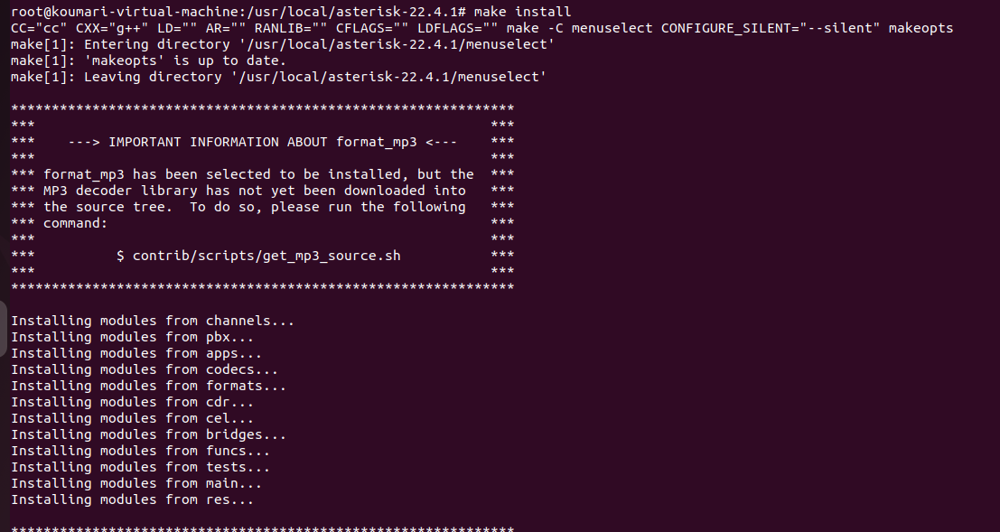 root@koumari-virtual-machine:/usr/local/asterisk-22.4.1# make install
CC="cc" CXX="g++" LD="" AR="" RANLIB="" CFLAGS="" LDFLAGS="" make -C menuselect CONFIGURE_SILENT="--silent" makeopts
make[1]: Entering directory '/usr/local/asterisk-22.4.1/menuselect'
make[1]: 'makeopts' is up to date.
make[1]: Leaving directory '/usr/local/asterisk-22.4.1/menuselect'

**************************************************************
***                                                        ***
***    ---> IMPORTANT INFORMATION ABOUT format_mp3 <---    ***
***                                                        ***
*** format_mp3 has been selected to be installed, but the  ***
*** MP3 decoder library has not yet been downloaded into   ***
*** the source tree.  To do so, please run the following   ***
*** command:                                               ***
***                                                        ***
***          $ contrib/scripts/get_mp3_source.sh           ***
***                                                        ***
**************************************************************

Installing modules from channels...
Installing modules from pbx...
Installing modules from apps...
Installing modules from codecs...
Installing modules from formats...
Installing modules from cdr...
Installing modules from cel...
Installing modules from bridges...
Installing modules from funcs...
Installing modules from tests...
Installing modules from main...
Installing modules from res...

**************************************************************